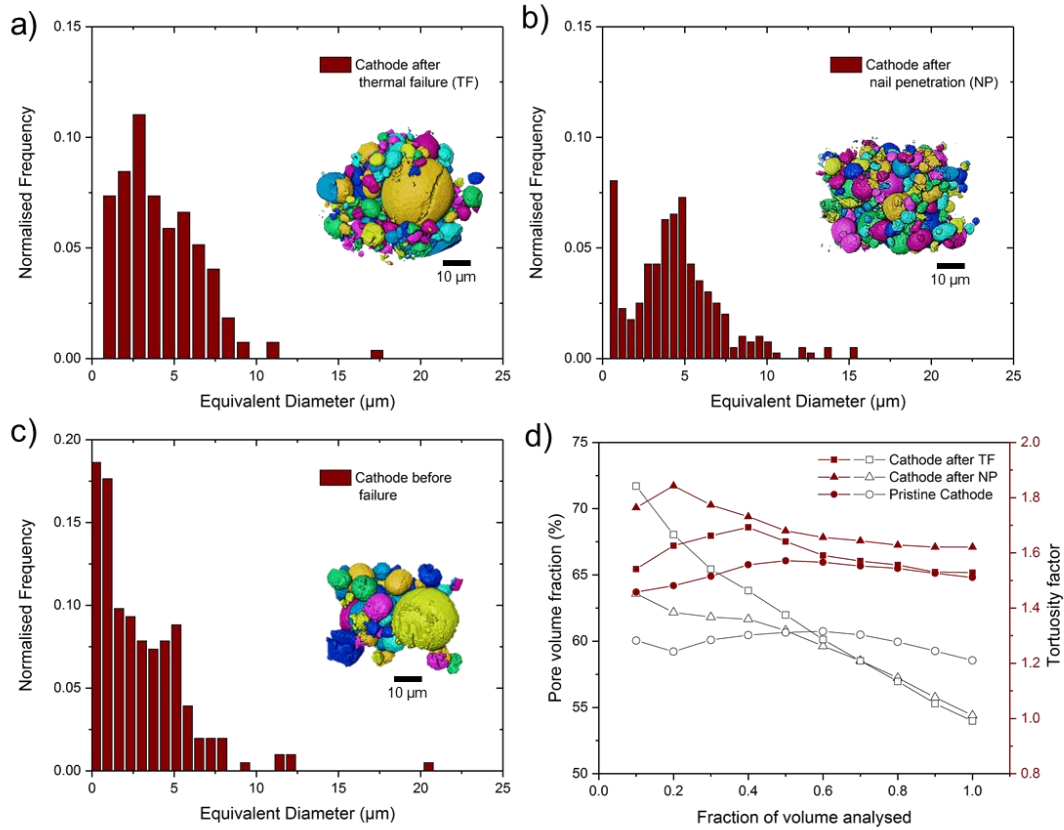 a)
0.15
0.10
0.05
0.00
Normalised Frequency
Cathode after
thermal failure (TF)
10 µm
0 5 10 15 20 25
Equivalent Diameter (µm)
b)
0.15
0.10
0.05
0.00
Normalised Frequency
Cathode after
nail penetration (NP)
10 µm
0 5 10 15 20 25
Equivalent Diameter (µm)
c)
0.20
0.15
0.10
0.05
0.00
Normalised Frequency
Cathode before
failure
10 µm
0 5 10 15 20 25
Equivalent Diameter (µm)
d)
75
70
65
60
55
50
Pore volume fraction (%)
Cathode after TF
Cathode after NP
Pristine Cathode
2.0
1.8
1.6
1.4
1.2
1.0
0.8
Tortuosity factor
0.0 0.2 0.4 0.6 0.8 1.0
Fraction of volume analysed